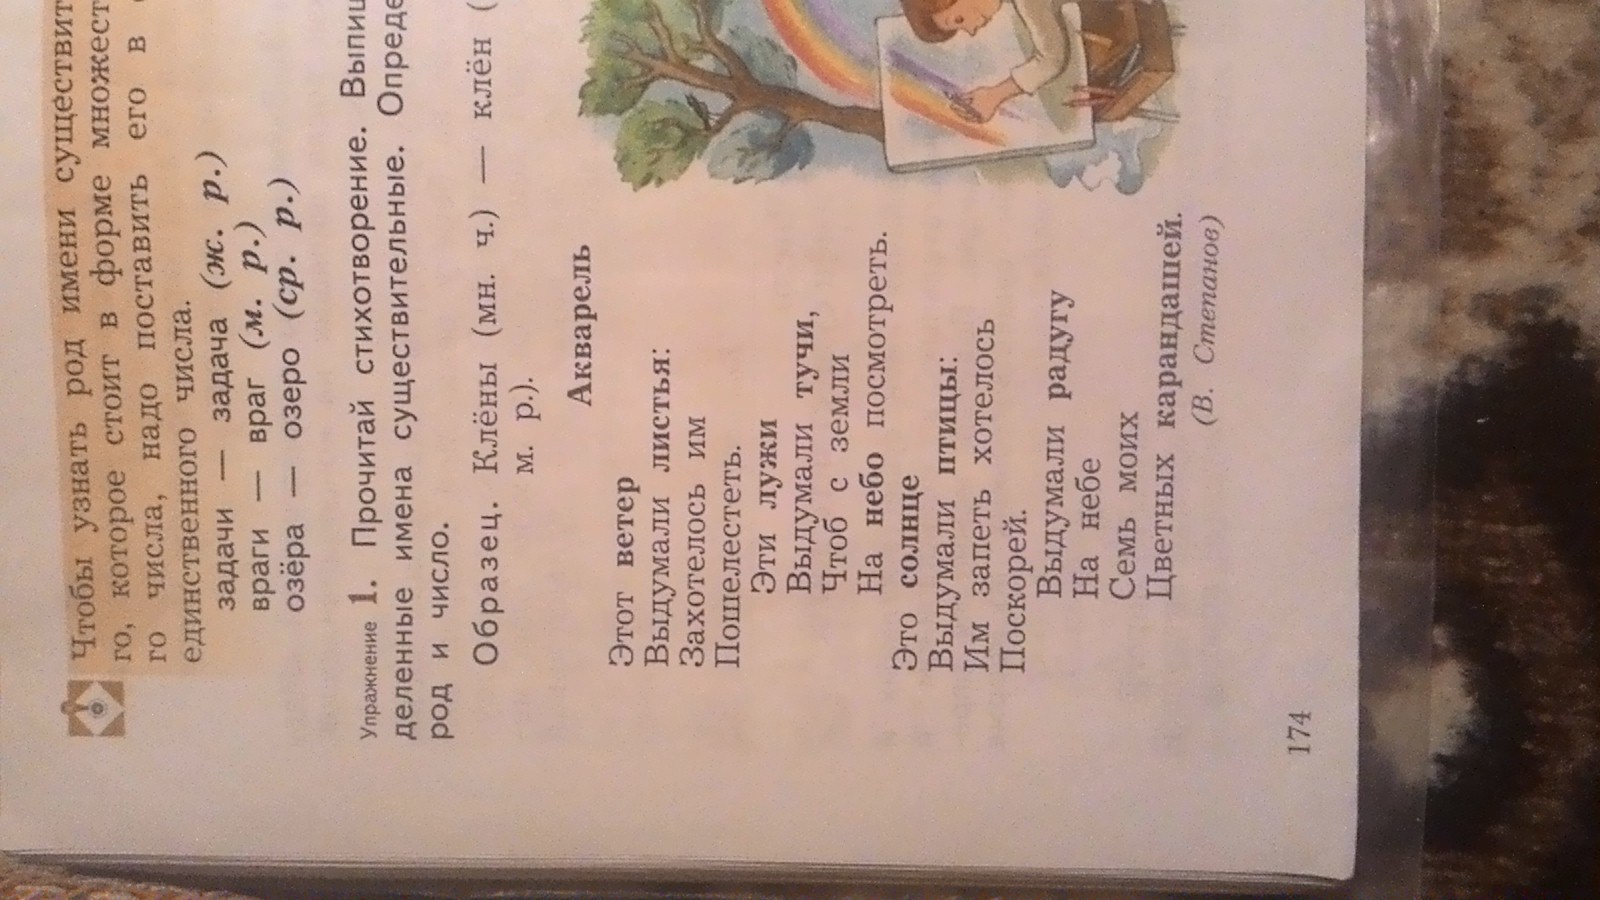 Чтобы узнать род имени существит
го, которое стоит в форме множест
го числа, надо поставить его в
единственного числа.
задачи — задача (ж. р.)
враги — враг (м. р.)
озёра — озеро (ср. р.)
Упражнение 1. Прочитай стихотворение. Выпиш
деленные имена существительные. Опреде
род и число.
Образец. Клёны (мн. ч.) — клён (
м. р.).
Акварель
Этот ветер
Выдумали листья:
Захотелось им
Пошелестеть.
Эти лужи
Выдумали тучи,
Чтоб с земли
На небо посмотреть.
Это солнце
Выдумали птицы:
Им запеть хотелось
Поскорей.
Выдумали радугу
На небе
Семь моих
Цветных карандашей.
(В. Степанов)
174